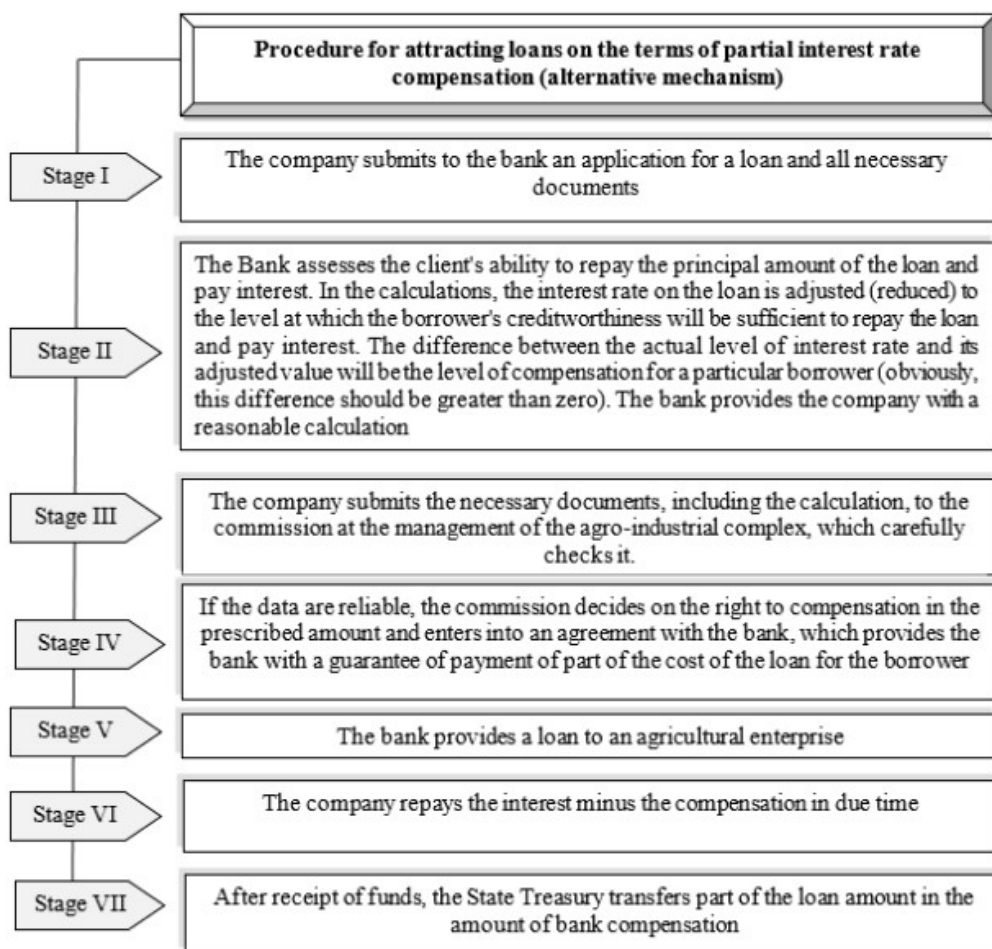 Procedure for attracting loans on the terms of partial interest rate
compensation (alternative mechanism)
Stage I
The company submits to the bank an application for a loan and all necessary
documents
Stage II
The Bank assesses the client's ability to repay the principal amount of the loan and
pay interest. In the calculations, the interest rate on the loan is adjusted (reduced) to
the level at which the borrower's creditworthiness will be sufficient to repay the loan
and pay interest. The difference between the actual level of interest rate and its
adjusted value will be the level of compensation for a particular borrower (obviously,
this difference should be greater than zero). The bank provides the company with a
reasonable calculation
Stage III
The company submits the necessary documents, including the calculation, to
the commission at the management of the agro-industrial complex, which carefully
checks it.
Stage IV
If the data are reliable, the commission decides on the right to compensation in the
prescribed amount and enters into an agreement with the bank, which provides the
bank with a guarantee of payment of part of the cost of the loan for the borrower
Stage V
The bank provides a loan to an agricultural enterprise
Stage VI
The company repays the interest minus the compensation in due time
Stage VII
After receipt of funds, the State Treasury transfers part of the loan amount in the
amount of bank compensation